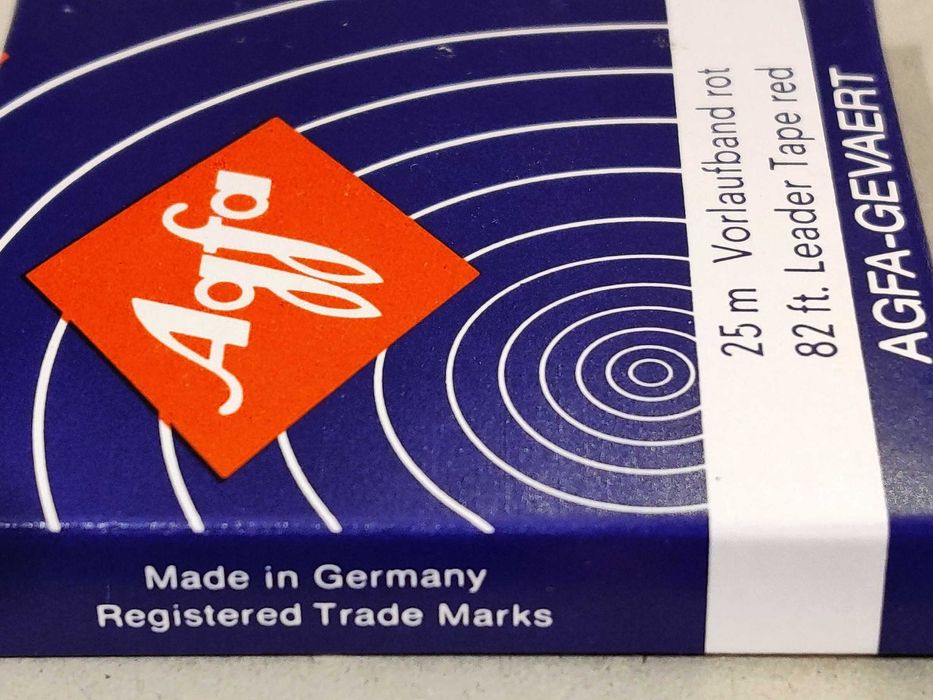 Agfa
25 m Vorlaufband rot
82 ft. Leader Tape red
AGFA-GEVAERT
Made in Germany
Registered Trade Marks